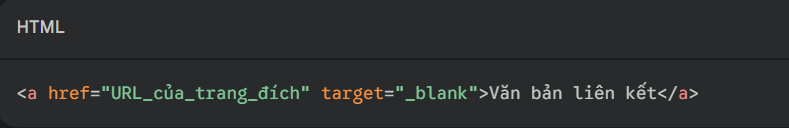 HTML
<a href="URL_của_trang_đích" target="_blank">Văn bản liên kết</a>